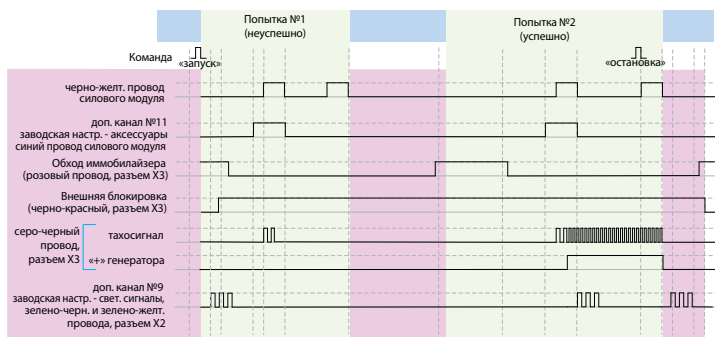 Попытка №1
(неуспешно)
Попытка №2
(успешно)
Команда
«запуск»
«остановка»
черно-желт. провод
силового модуля
доп. канал №11
заводская настр. - аксессуары
синий провод силового модуля
Обход иммобилайзера
(розовый провод, разъем X3)
Внешняя блокировка
(черно-красный, разъем X3)
серо-черный
провод,
разъем X3
тахосигнал
«+» генератора
доп. канал №9
заводская настр. - свет. сигналы,
зелено-черн. и зелено-желт.
провода, разъем X2